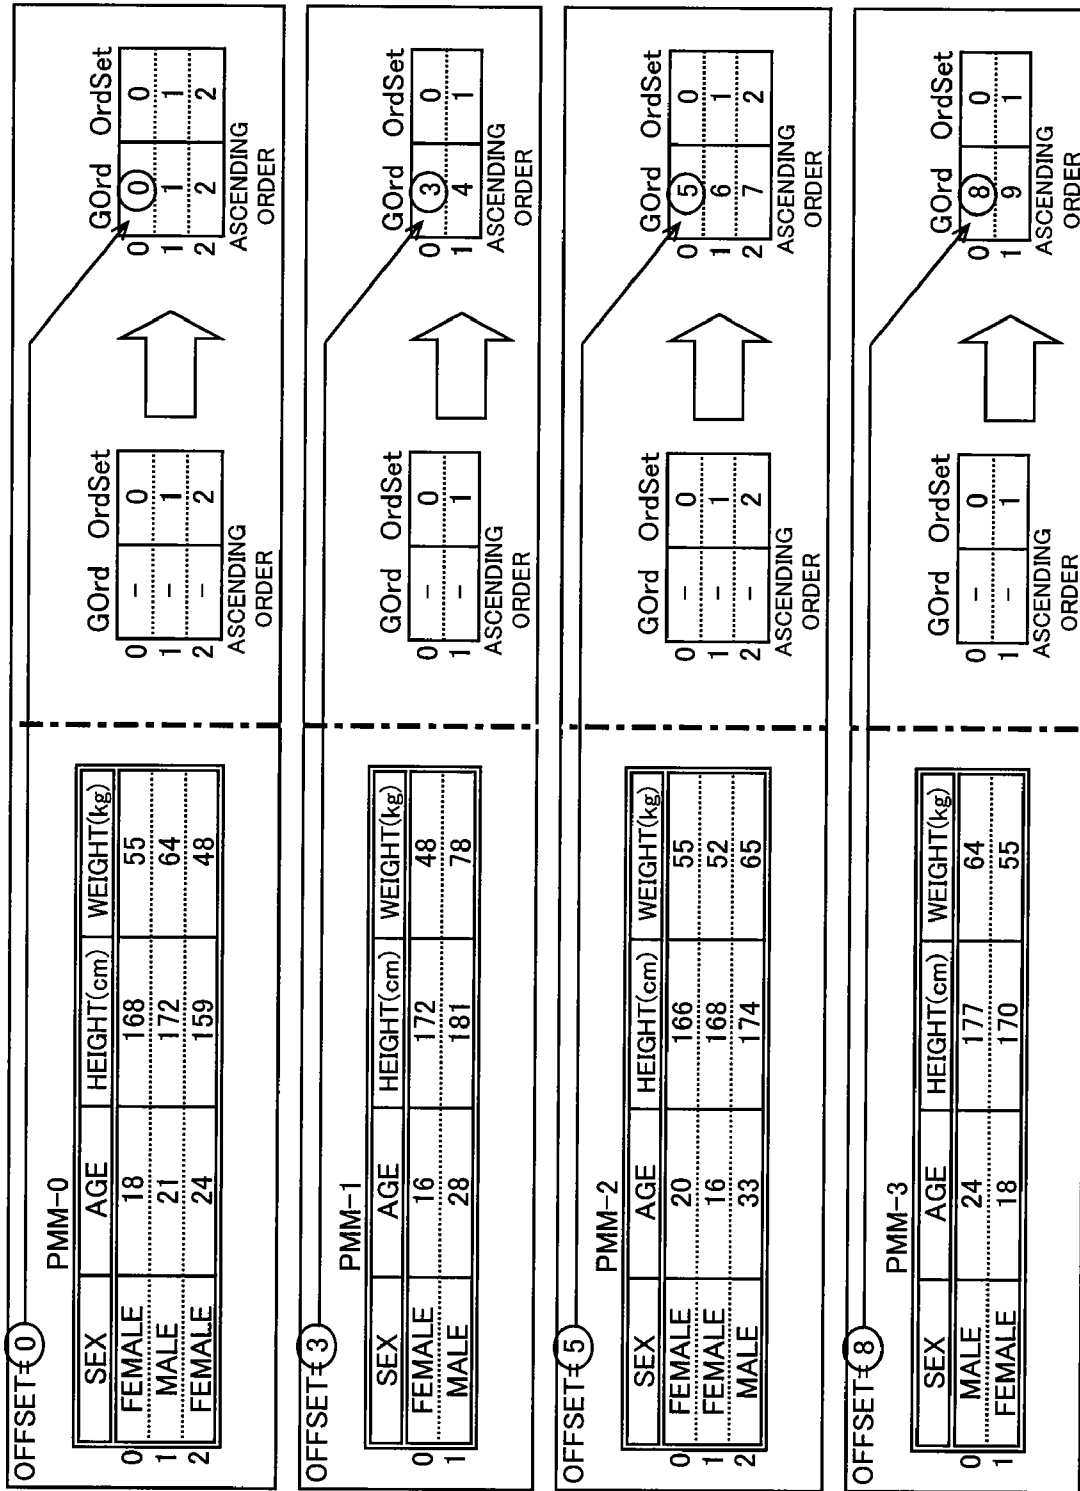 OFFSET=0
PMM-0
SEX AGE HEIGHT(cm) WEIGHT(kg)
0 FEMALE 18 168 55
1 MALE 21 172 64
2 FEMALE 24 159 48
GOrd OrdSet
0 - 0
1 - 1
2 - 2
ASCENDING
ORDER
GOrd OrdSet
0 0 0
1 1 1
2 2 2
ASCENDING
ORDER
OFFSET=3
PMM-1
SEX AGE HEIGHT(cm) WEIGHT(kg)
0 FEMALE 16 172 48
1 MALE 28 181 78
GOrd OrdSet
0 - 0
1 - 1
ASCENDING
ORDER
GOrd OrdSet
0 3 0
1 4 1
ASCENDING
ORDER
OFFSET=5
PMM-2
SEX AGE HEIGHT(cm) WEIGHT(kg)
0 FEMALE 20 166 55
1 FEMALE 16 168 52
2 MALE 33 174 65
GOrd OrdSet
0 - 0
1 - 1
2 - 2
ASCENDING
ORDER
GOrd OrdSet
0 5 0
1 6 1
2 7 2
ASCENDING
ORDER
OFFSET=8
PMM-3
SEX AGE HEIGHT(cm) WEIGHT(kg)
0 MALE 24 177 64
1 FEMALE 18 170 55
GOrd OrdSet
0 - 0
1 - 1
ASCENDING
ORDER
GOrd OrdSet
0 8 0
1 9 1
ASCENDING
ORDER